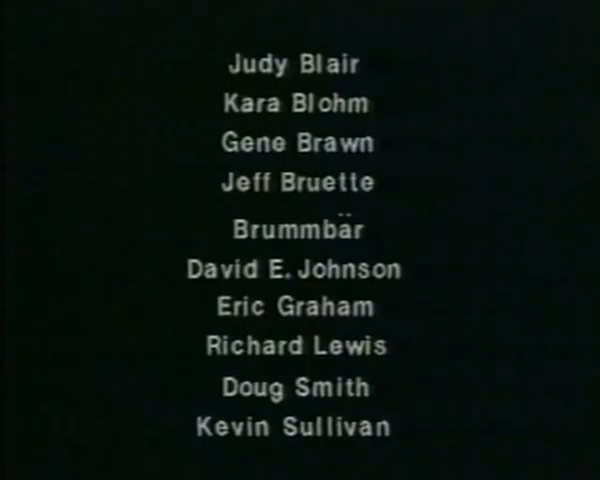 Judy Blair
Kara Blohm
Gene Brawn
Jeff Bruette
Brummbär
David E. Johnson
Eric Graham
Richard Lewis
Doug Smith
Kevin Sullivan